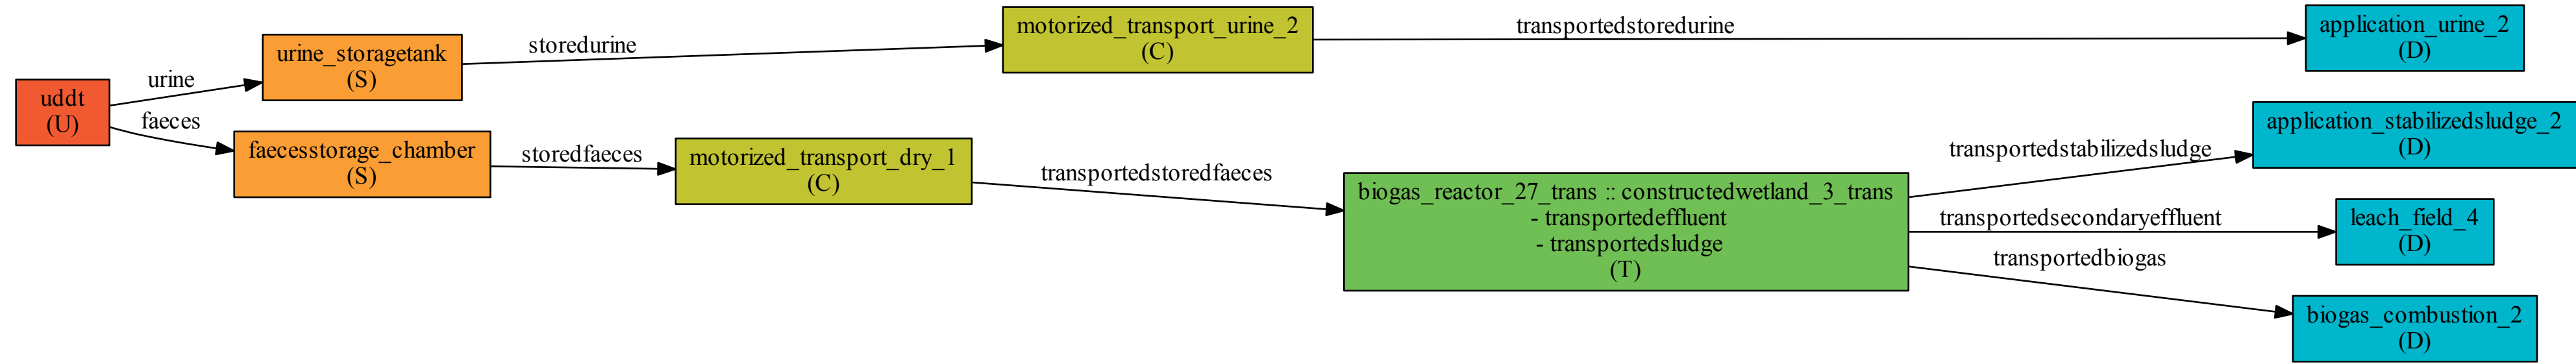 uddt
(U)
urine
faeces
urine_storagetank
(S)
faecesstorage_chamber
(S)
storedurine
storedfaeces
motorized_transport_dry_1
(C)
motorized_transport_urine_2
(C)
transportedstoredfaeces
transportedstoredurine
biogas_reactor_27_trans :: constructedwetland_3_trans
- transportedeffluent
- transportedsludge
(T)
transportedstabilizedsludge
transportedsecondaryeffluent
transportedbiogas
application_urine_2
(D)
application_stabilizedsludge_2
(D)
leach_field_4
(D)
biogas_combustion_2
(D)